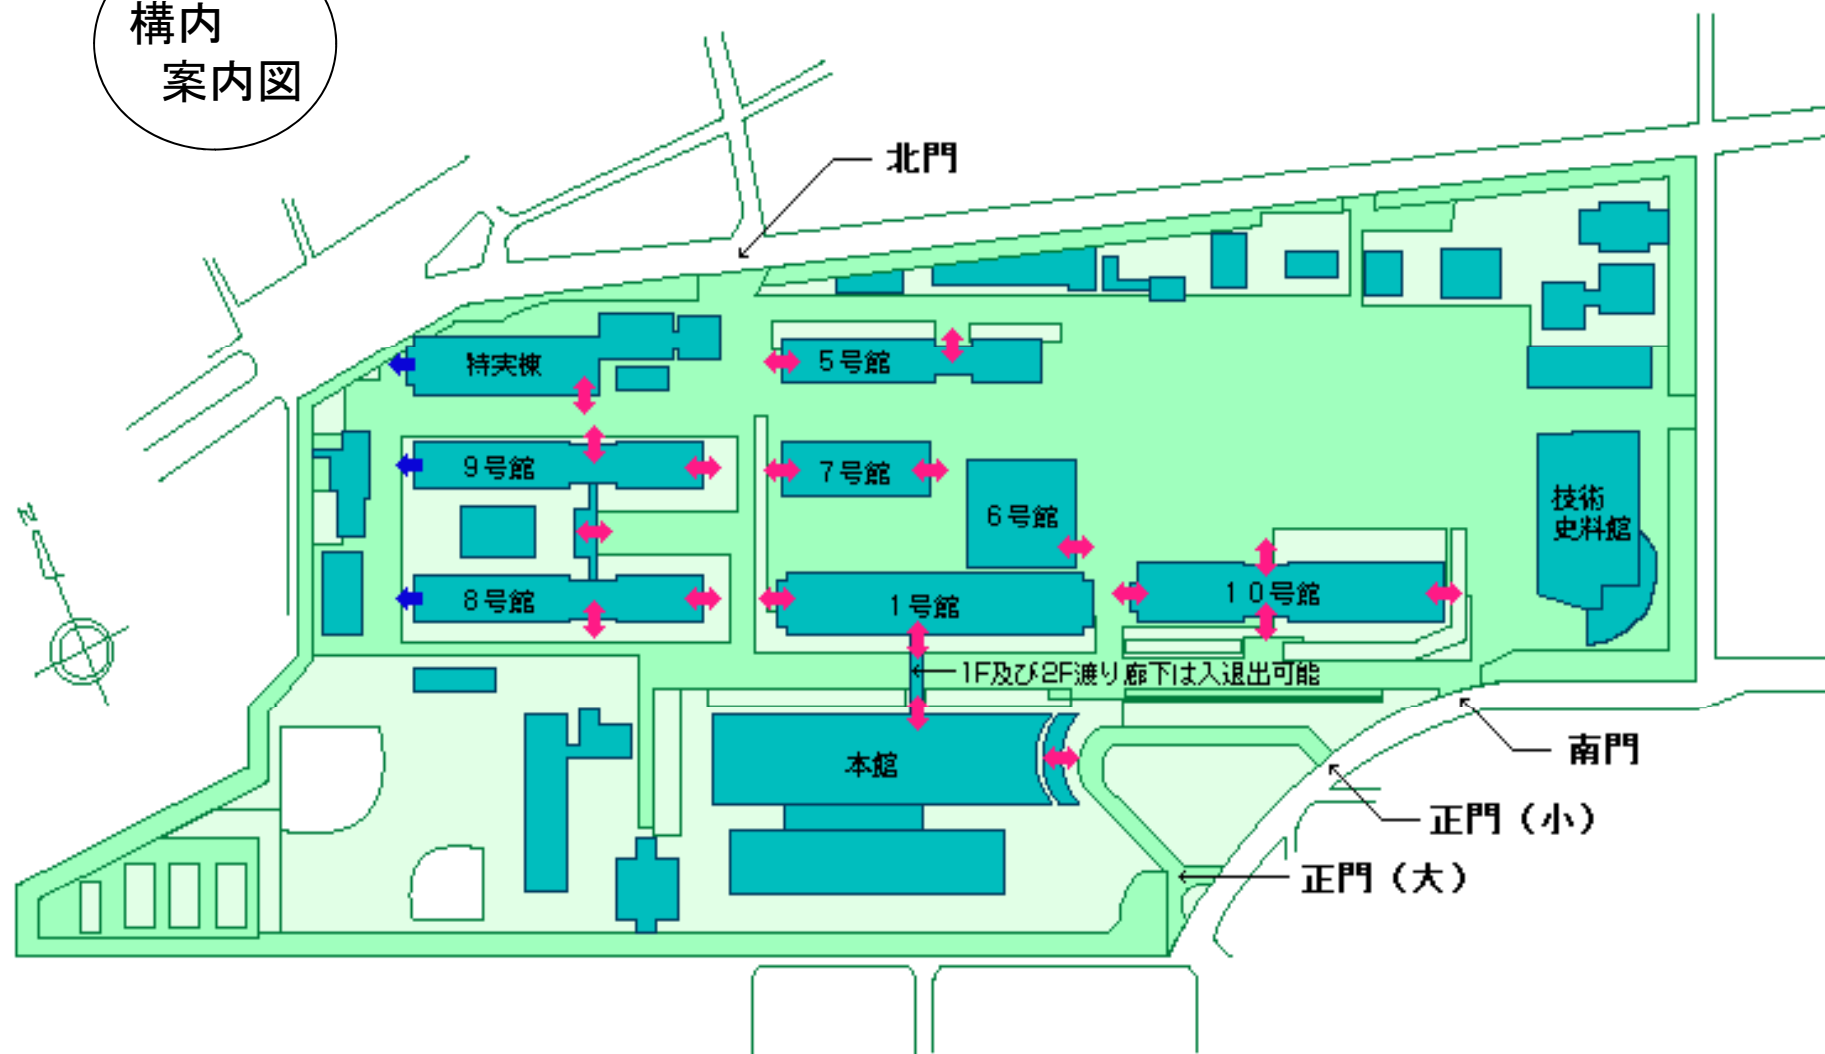 構内
案内図
北門
特実棟
5号館
9号館
7号館
6号館
技術
史料館
8号館
1号館
10号館
1F及び2F渡り廊下は入退出可能
本館
南門
正門（小）
正門（大）
N